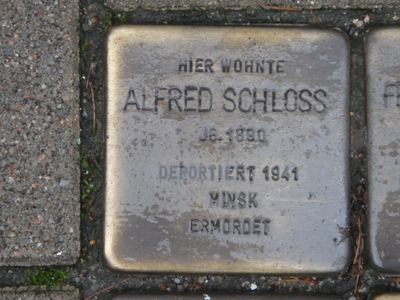 HIER WOHNTE
ALFRED SCHLOSS
JG. 1890
DEPORTIERT 1941
MINSK
ERMORDET